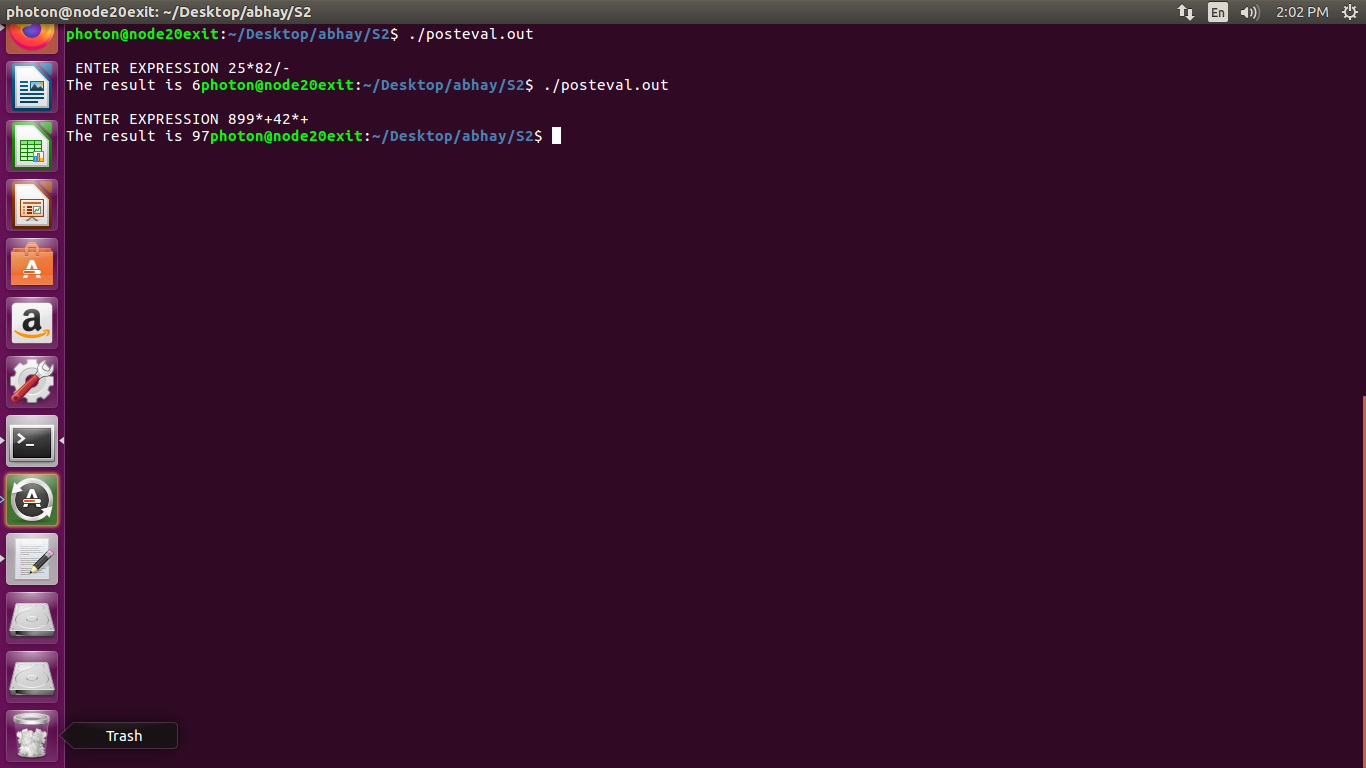 photon@node20exit: ~/Desktop/abhay/S2
En
2:02 PM
photon@node20exit:~/Desktop/abhay/S2$ ./posteval.out
ENTER EXPRESSION 25*82/-
The result is 6photon@node20exit:~/Desktop/abhay/S2$ ./posteval.out
ENTER EXPRESSION 899*+42*+
The result is 97photon@node20exit:~/Desktop/abhay/S2$
Trash